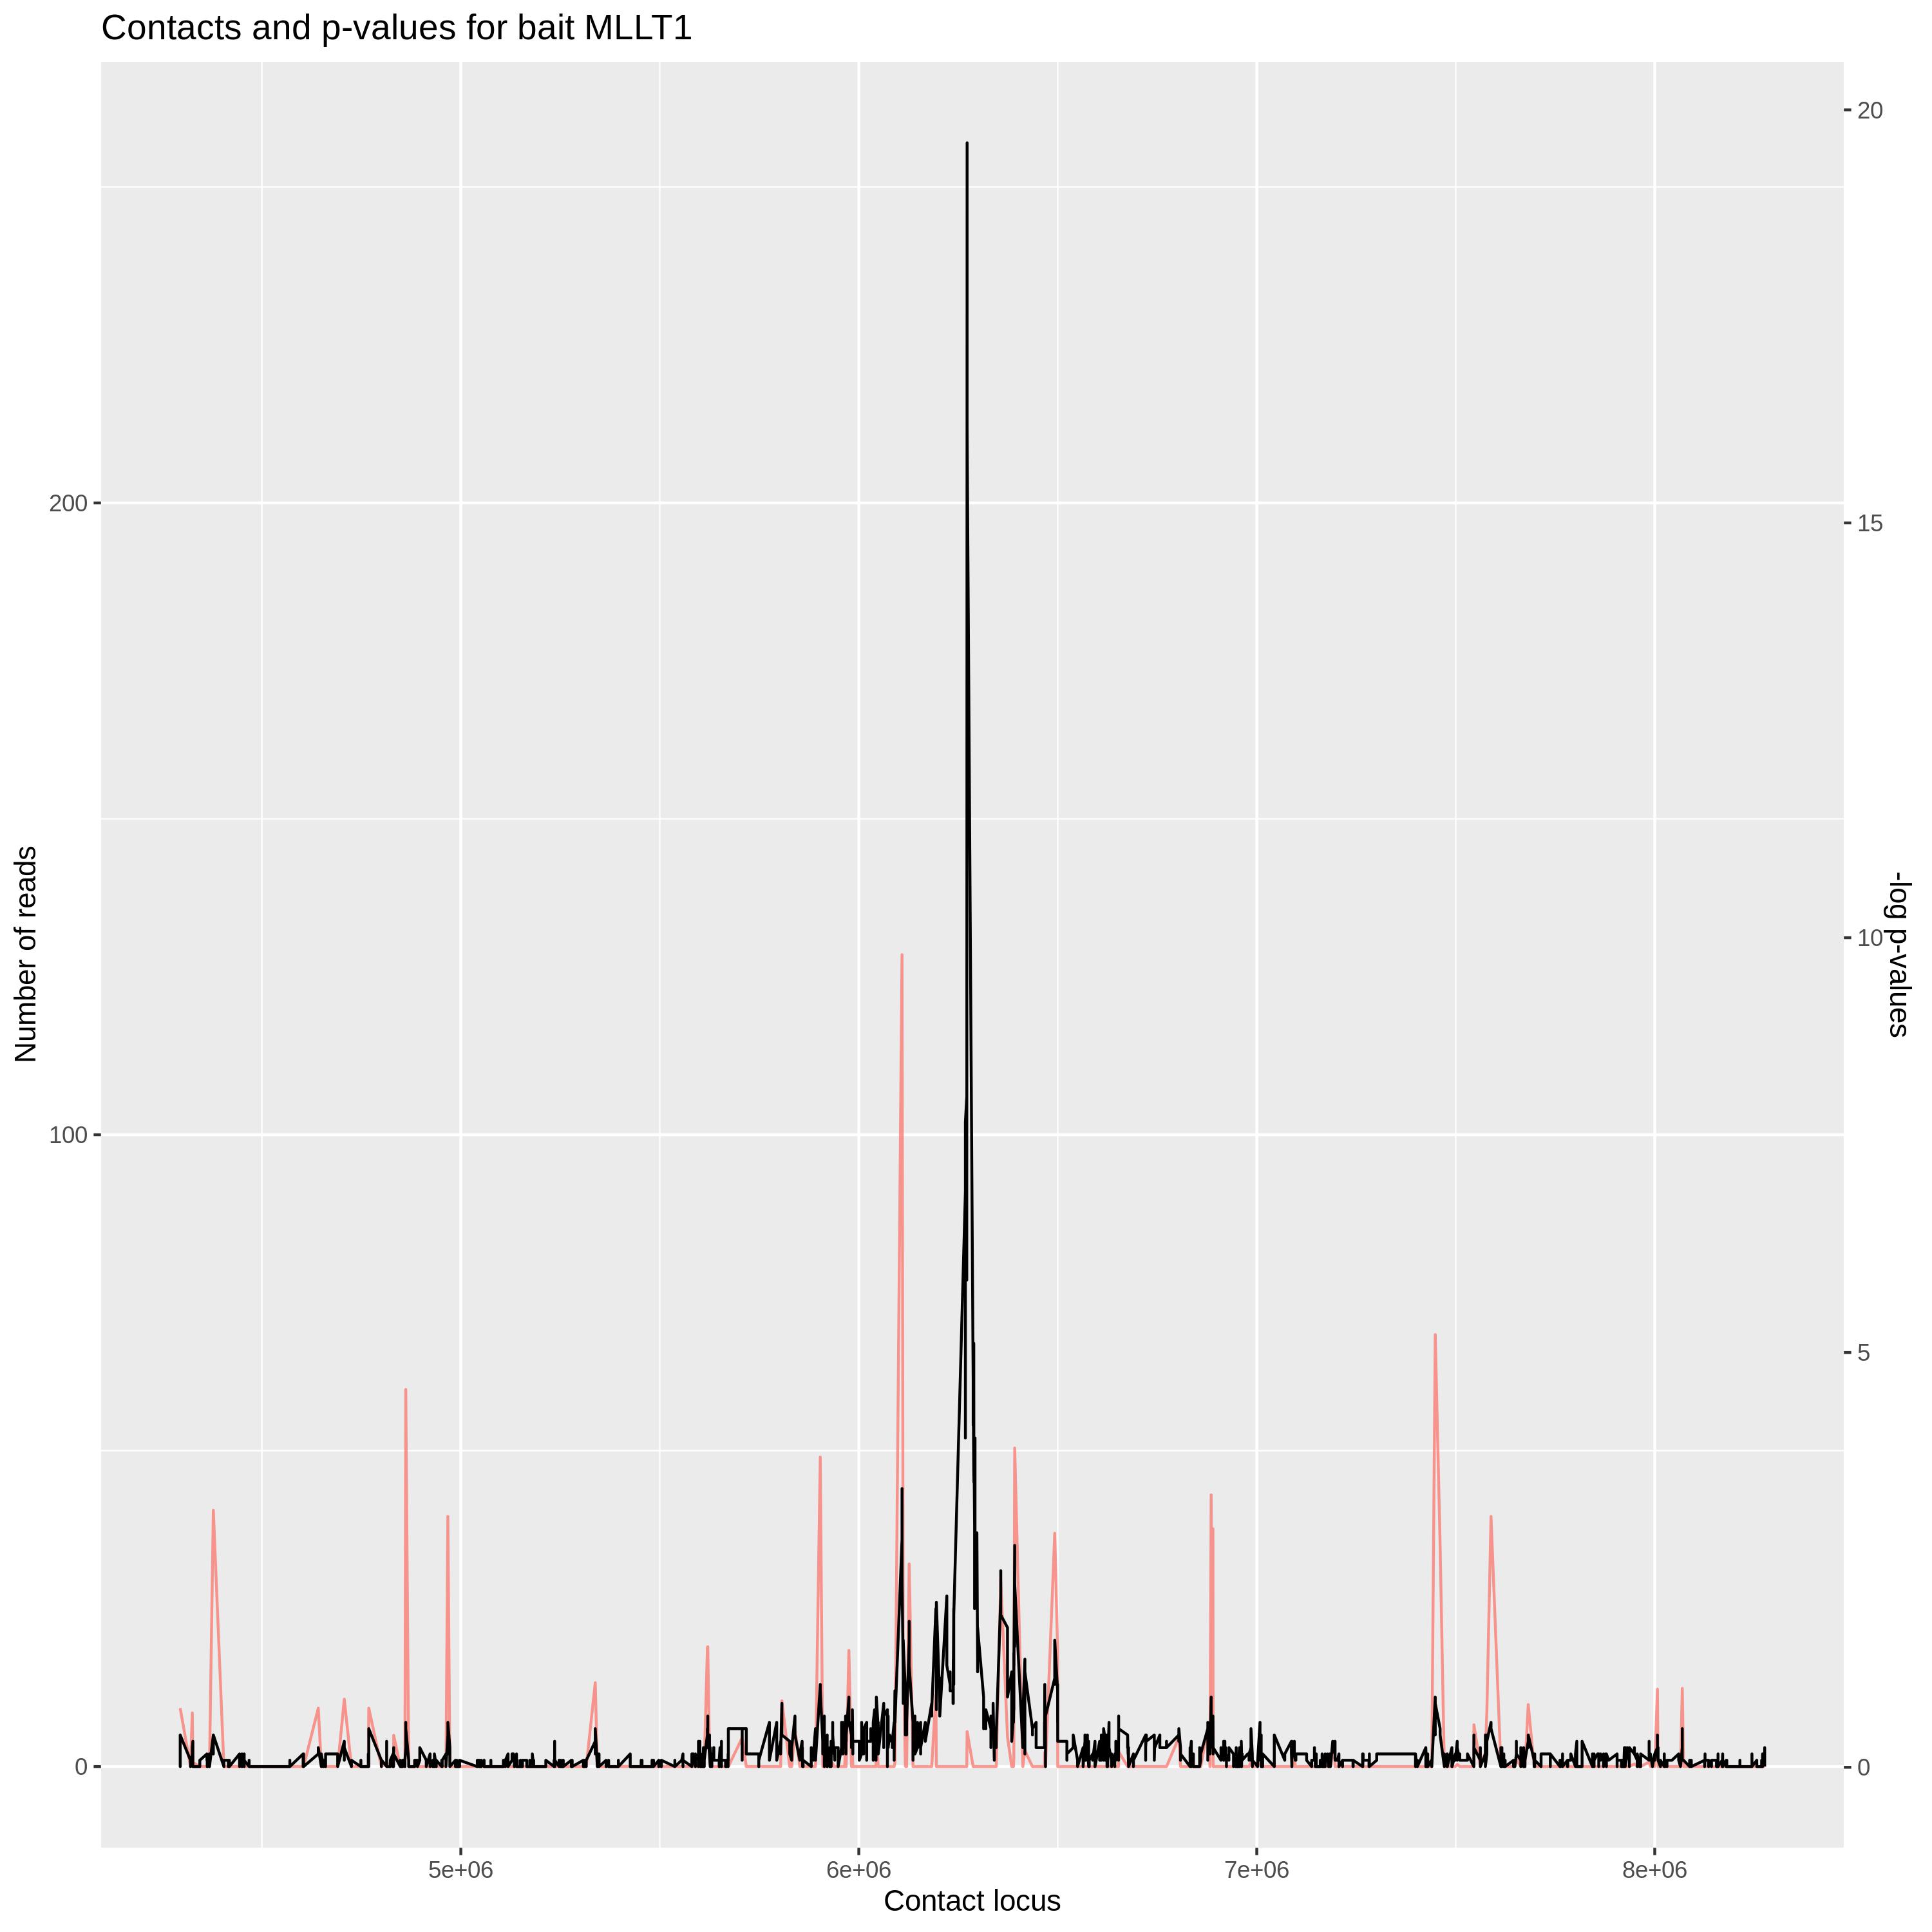 Contacts and p-values for bait MLLT1
Number of reads
200
100
0
20
15
10
5
0
-log p-values
5e+06
6e+06
7e+06
8e+06
Contact locus